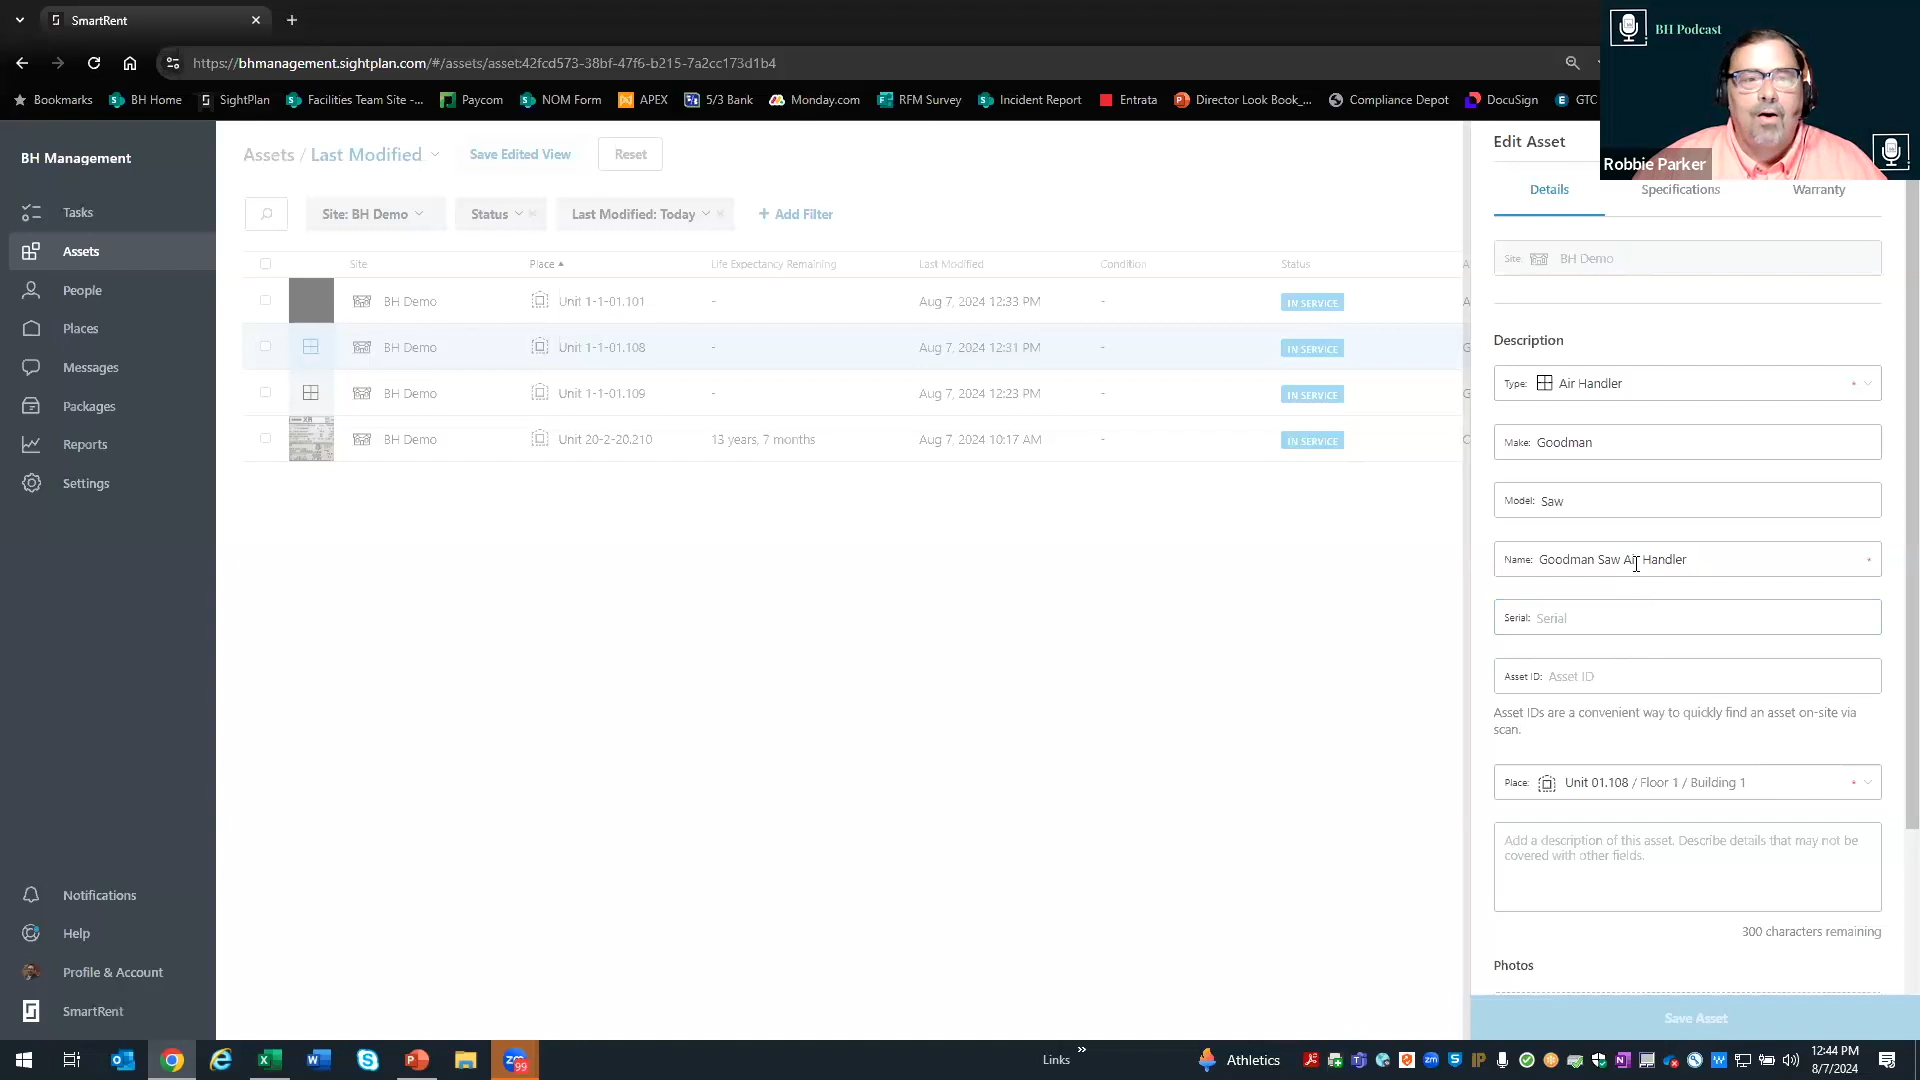 SmartRent
https://bhmanagement.sightplan.com/#/assets/asset:42fcd573-38bf-47f6-b215-7a2cc173d1b4
Bookmarks
BH Home
SightPlan
Facilities Team Site -...
Paycom
NOM Form
APEX
5/3 Bank
Monday.com
RFM Survey
Incident Report
Entrata
Director Look Book_...
Compliance Depot
DocuSign
GTC
BH Podcast
Robbie Parker
BH Management
Tasks
Assets
People
Places
Messages
Packages
Reports
Settings
Notifications
Help
Profile & Account
SmartRent
Assets / Last Modified
Save Edited View
Reset
Site: BH Demo
Status
Last Modified: Today
+ Add Filter
Site Place Life Expectancy Remaining Last Modified Condition Status A
BH Demo Unit 1-1-01.101 - Aug 7, 2024 12:33 PM - IN SERVICE A
BH Demo Unit 1-1-01.108 - Aug 7, 2024 12:31 PM - IN SERVICE G
BH Demo Unit 1-1-01.109 - Aug 7, 2024 12:23 PM - IN SERVICE G
BH Demo Unit 20-2-20.210 13 years, 7 months Aug 7, 2024 10:17 AM - IN SERVICE G
Edit Asset
Details Specifications Warranty
Site: BH Demo
Description
Type: Air Handler *
Make: Goodman
Model: Saw
Name: Goodman Saw Air Handler *
Serial: Serial
Asset ID: Asset ID
Asset IDs are a convenient way to quickly find an asset on-site via
scan.
Place: Unit 01.108 / Floor 1 / Building 1 *
Add a description of this asset. Describe details that may not be
covered with other fields.
300 characters remaining
Photos
Save Asset
99
Links
Athletics
12:44 PM
8/7/2024